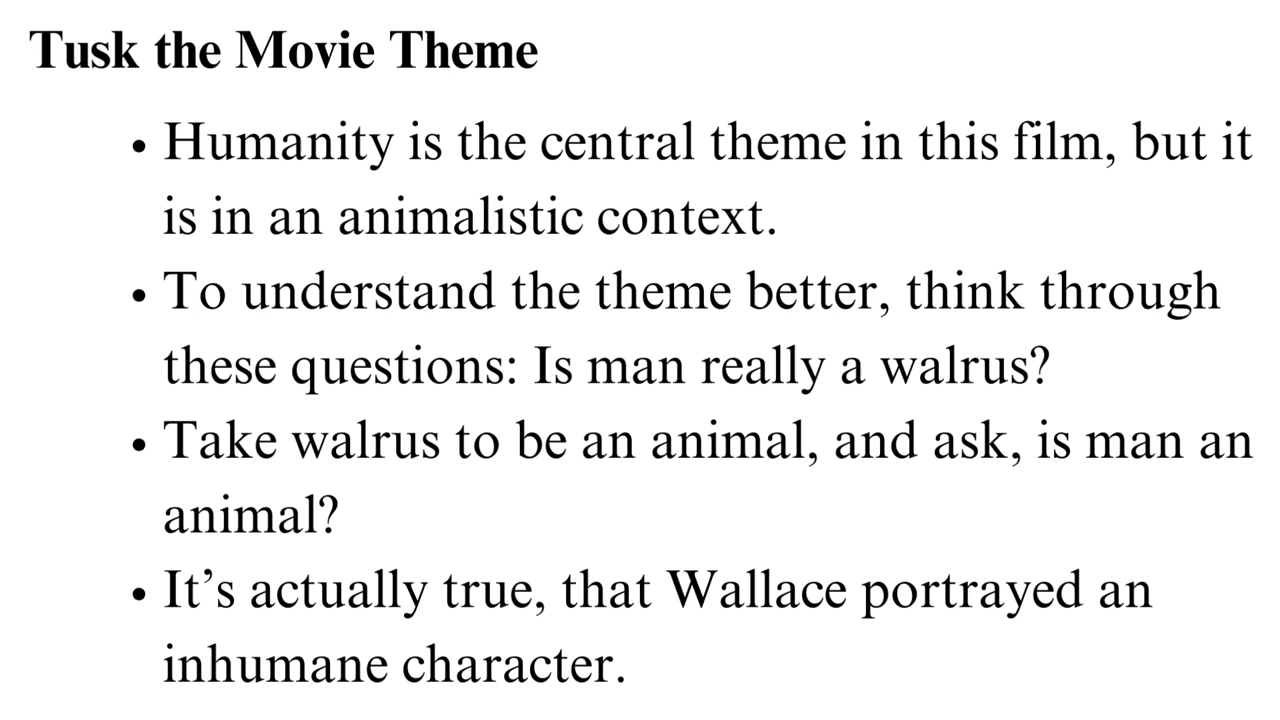 Tusk the Movie Theme
• Humanity is the central theme in this film, but it
is in an animalistic context.
• To understand the theme better, think through
these questions: Is man really a walrus?
• Take walrus to be an animal, and ask, is man an
animal?
• It’s actually true, that Wallace portrayed an
inhumane character.